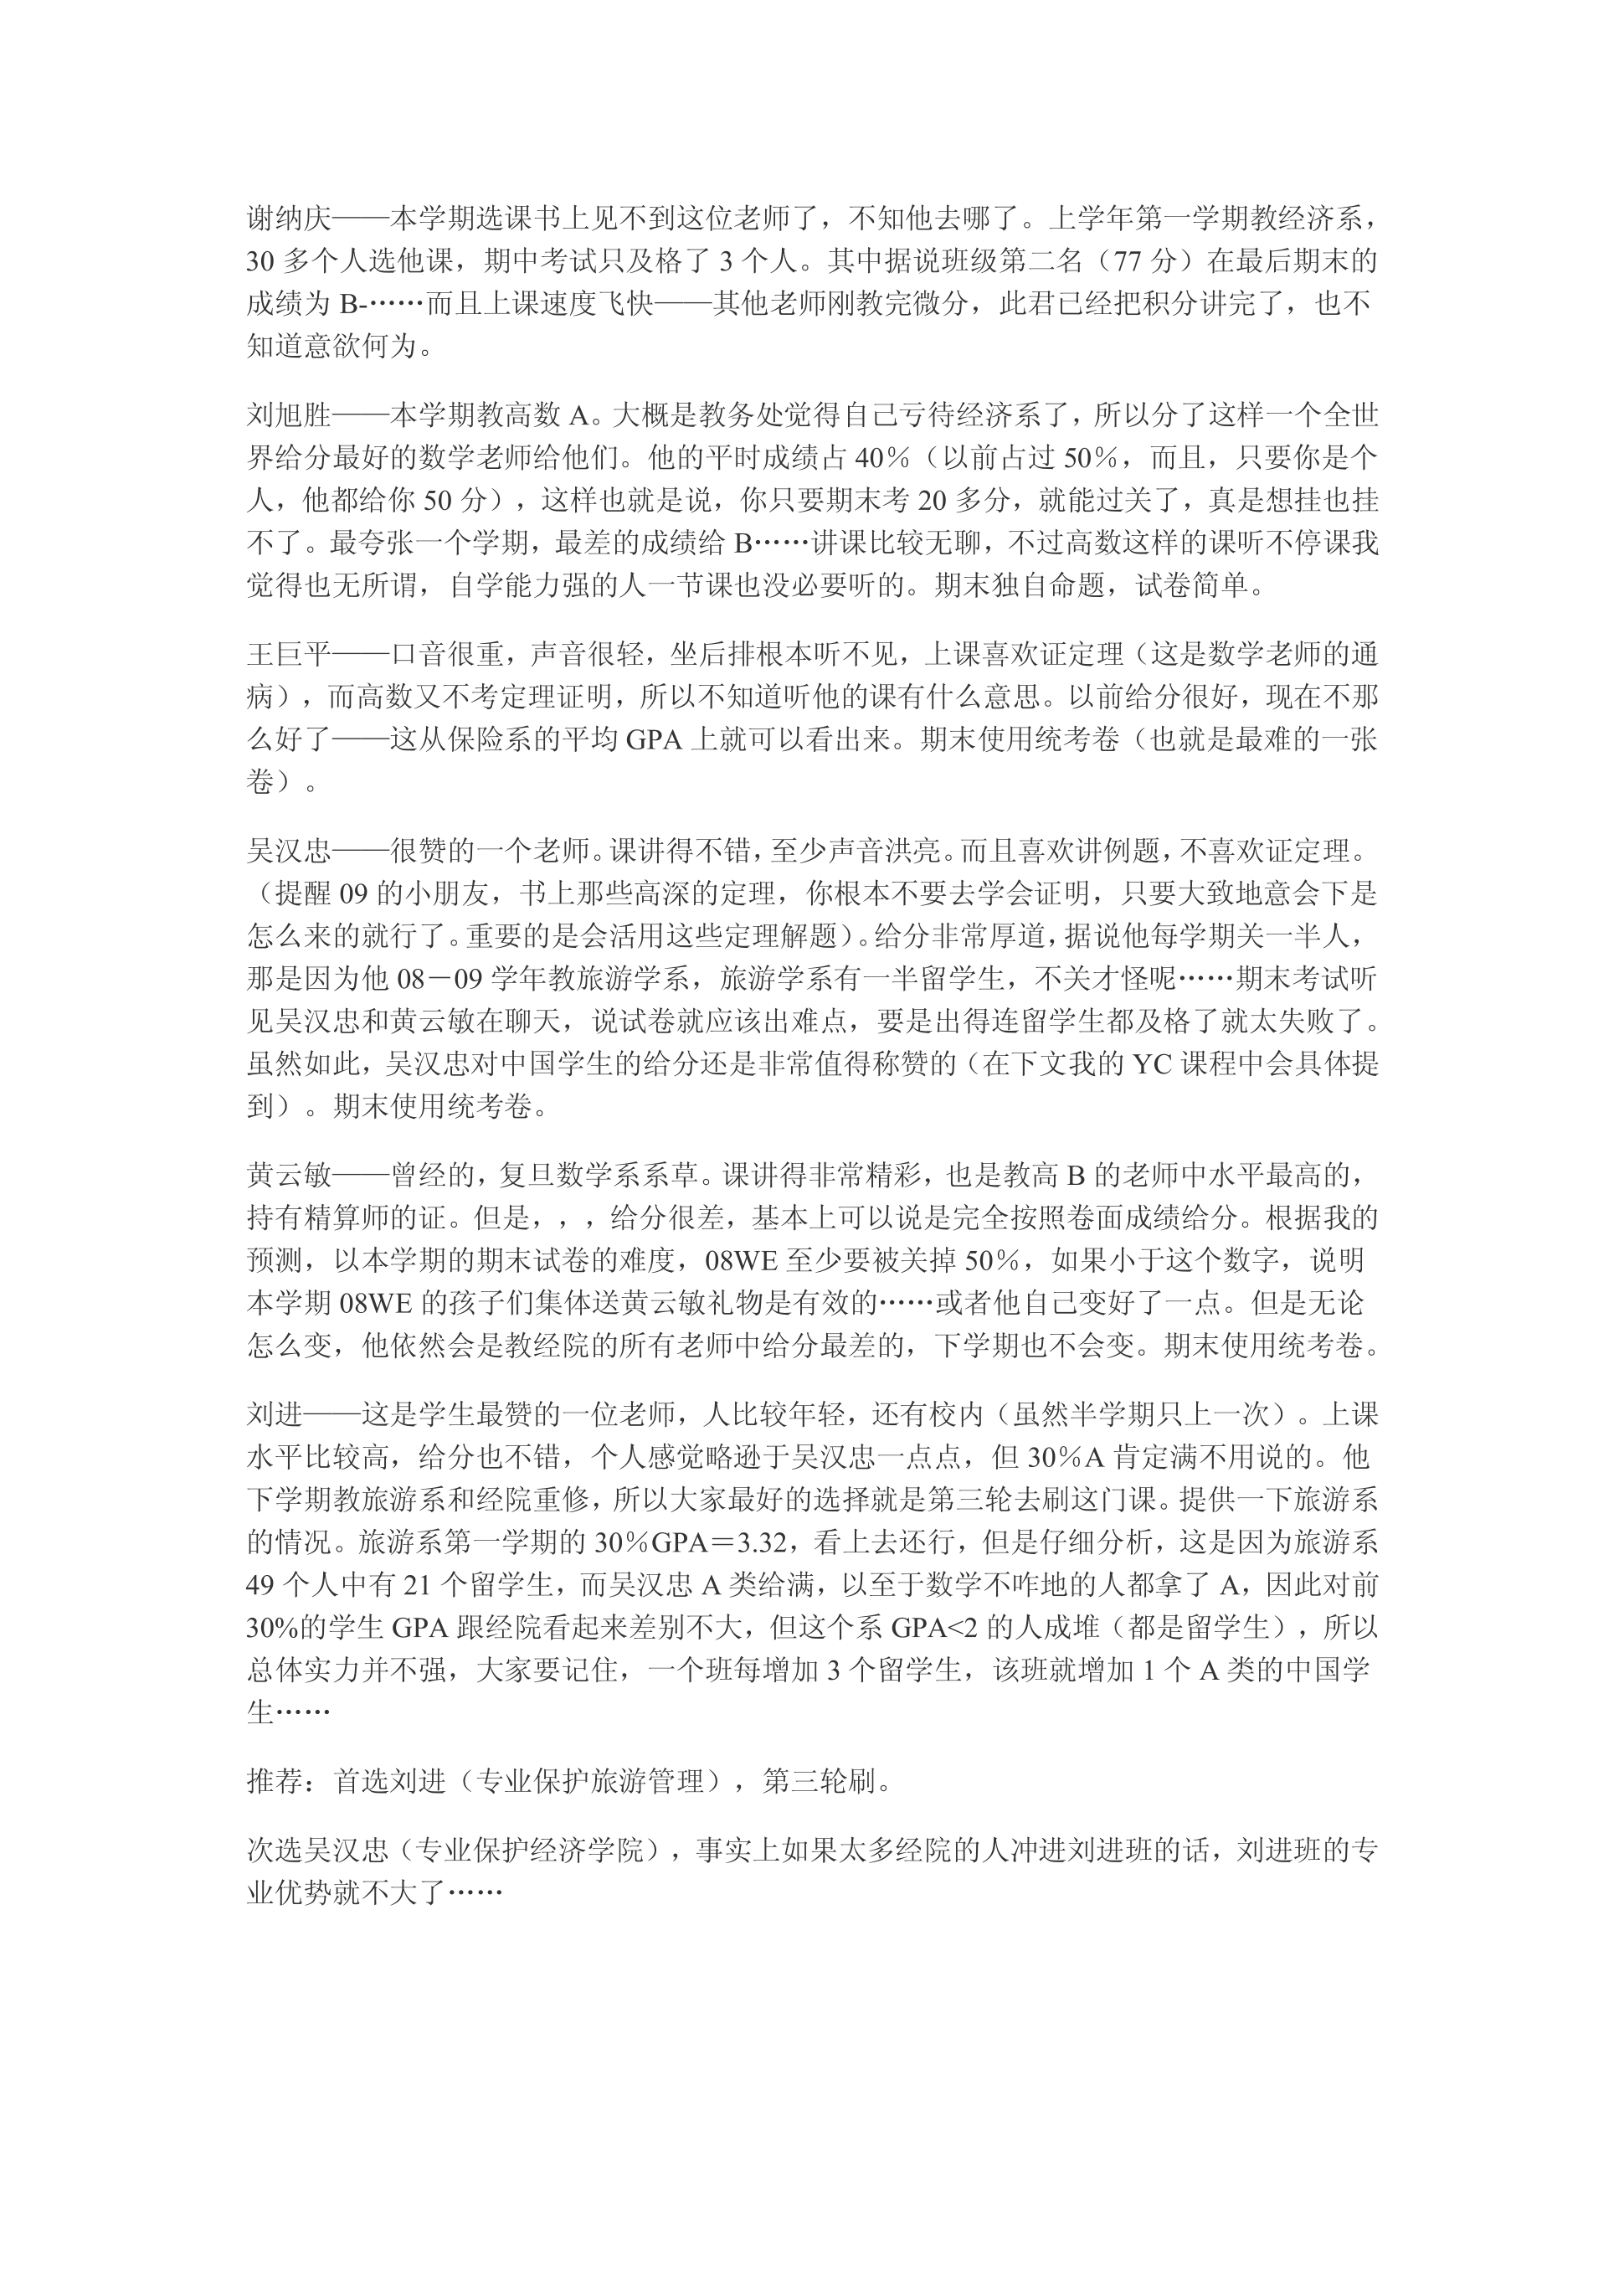 谢纳庆——本学期选课书上见不到这位老师了，不知他去哪了。上学年第一学期教经济系，
30 多个人选他课，期中考试只及格了 3 个人。其中据说班级第二名（77 分）在最后期末的
成绩为 B-……而且上课速度飞快——其他老师刚教完微分，此君已经把积分讲完了，也不
知道意欲何为。
刘旭胜——本学期教高数 A。大概是教务处觉得自己亏待经济系了，所以分了这样一个全世
界给分最好的数学老师给他们。他的平时成绩占 40％（以前占过 50％，而且，只要你是个
人，他都给你 50 分），这样也就是说，你只要期末考 20 多分，就能过关了，真是想挂也挂
不了。最夸张一个学期，最差的成绩给 B……讲课比较无聊，不过高数这样的课听不停课我
觉得也无所谓，自学能力强的人一节课也没必要听的。期末独自命题，试卷简单。
王巨平——口音很重，声音很轻，坐后排根本听不见，上课喜欢证定理（这是数学老师的通
病），而高数又不考定理证明，所以不知道听他的课有什么意思。以前给分很好，现在不那
么好了——这从保险系的平均 GPA 上就可以看出来。期末使用统考卷（也就是最难的一张
卷）。
吴汉忠——很赞的一个老师。课讲得不错，至少声音洪亮。而且喜欢讲例题，不喜欢证定理。
（提醒 09 的小朋友，书上那些高深的定理，你根本不要去学会证明，只要大致地意会下是
怎么来的就行了。重要的是会活用这些定理解题）。给分非常厚道，据说他每学期关一半人，
那是因为他 08－09 学年教旅游学系，旅游学系有一半留学生，不关才怪呢……期末考试听
见吴汉忠和黄云敏在聊天，说试卷就应该出难点，要是出得连留学生都及格了就太失败了。
虽然如此，吴汉忠对中国学生的给分还是非常值得称赞的（在下文我的 YC 课程中会具体提
到）。期末使用统考卷。
黄云敏——曾经的，复旦数学系系草。课讲得非常精彩，也是教高 B 的老师中水平最高的，
持有精算师的证。但是，，，给分很差，基本上可以说是完全按照卷面成绩给分。根据我的
预测，以本学期的期末试卷的难度，08WE 至少要被关掉 50％，如果小于这个数字，说明
本学期 08WE 的孩子们集体送黄云敏礼物是有效的……或者他自己变好了一点。但是无论
怎么变，他依然会是教经院的所有老师中给分最差的，下学期也不会变。期末使用统考卷。
刘进——这是学生最赞的一位老师，人比较年轻，还有校内（虽然半学期只上一次）。上课
水平比较高，给分也不错，个人感觉略逊于吴汉忠一点点，但 30％A 肯定满不用说的。他
下学期教旅游系和经院重修，所以大家最好的选择就是第三轮去刷这门课。提供一下旅游系
的情况。旅游系第一学期的 30％GPA＝3.32，看上去还行，但是仔细分析，这是因为旅游系
49 个人中有 21 个留学生，而吴汉忠 A 类给满，以至于数学不咋地的人都拿了 A，因此对前
30%的学生 GPA 跟经院看起来差别不大，但这个系 GPA<2 的人成堆（都是留学生），所以
总体实力并不强，大家要记住，一个班每增加 3 个留学生，该班就增加 1 个 A 类的中国学
生……
推荐：首选刘进（专业保护旅游管理），第三轮刷。
次选吴汉忠（专业保护经济学院），事实上如果太多经院的人冲进刘进班的话，刘进班的专
业优势就不大了……